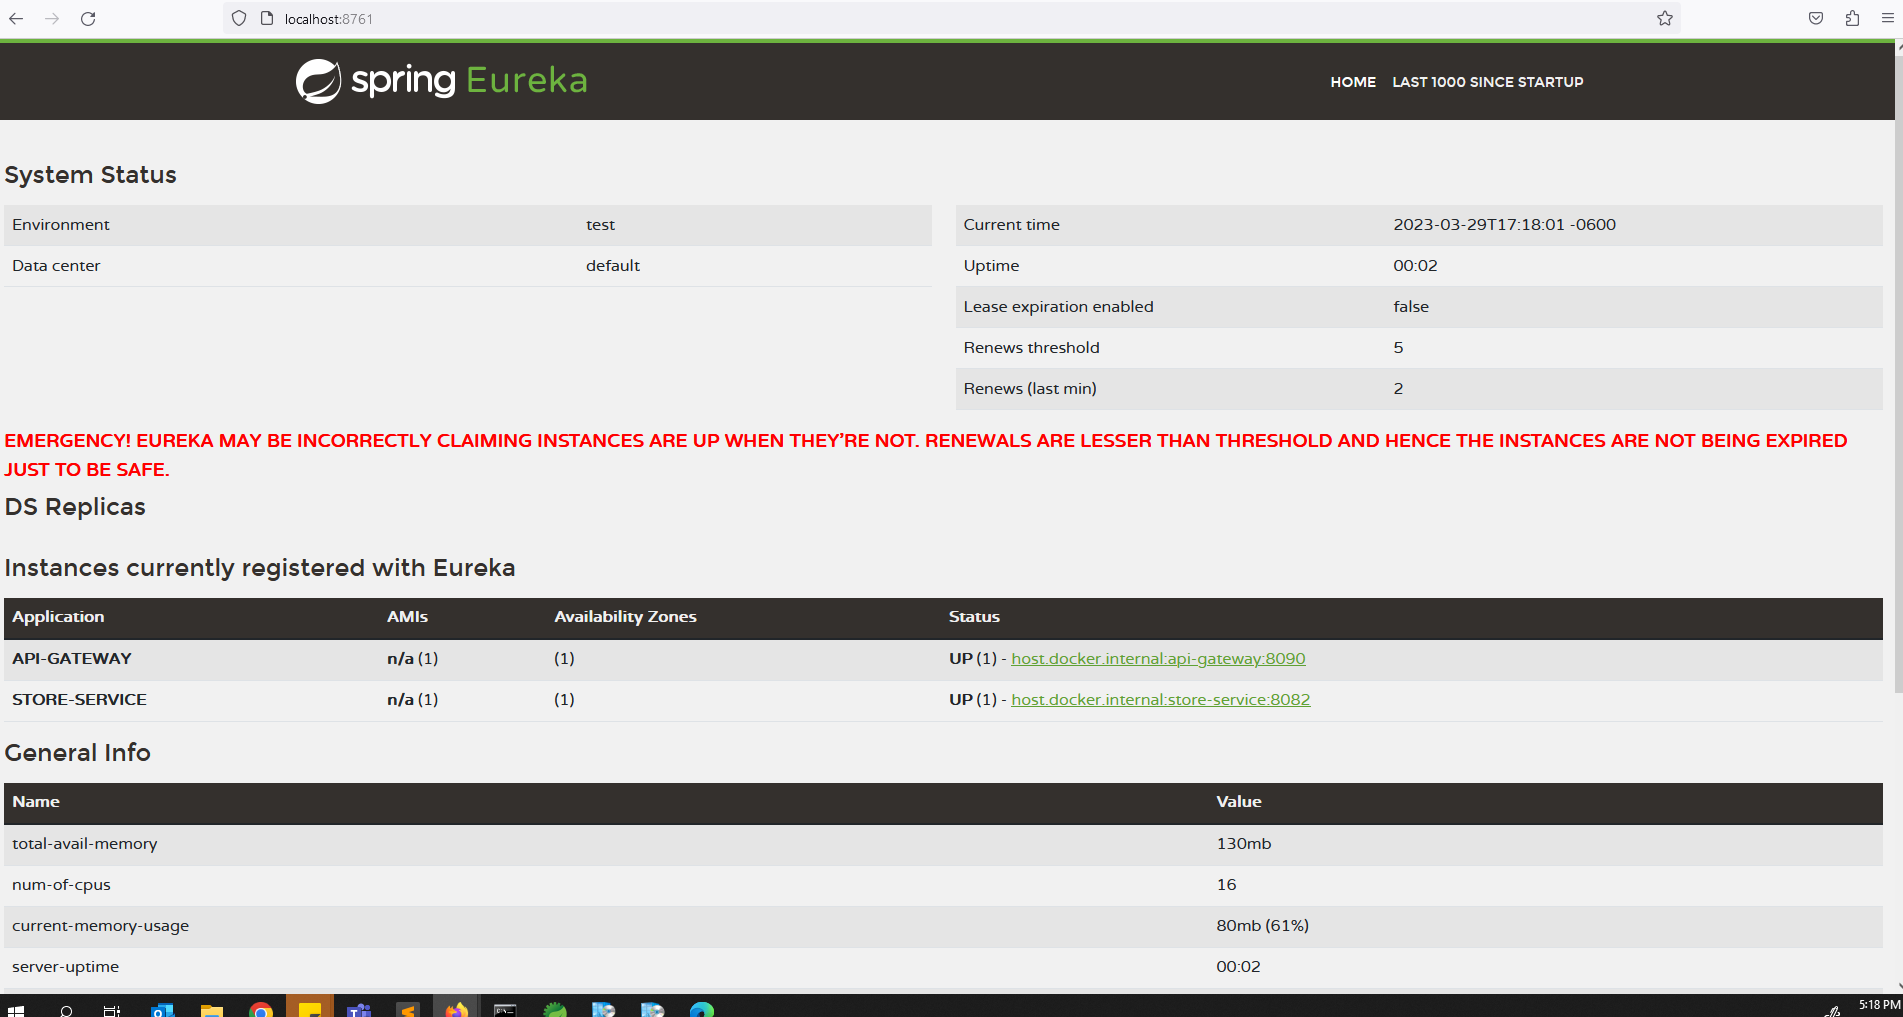 localhost:8761
spring Eureka
HOME LAST 1000 SINCE STARTUP
System Status
Environment test
Data center default
Current time 2023-03-29T17:18:01 -0600
Uptime 00:02
Lease expiration enabled false
Renews threshold 5
Renews (last min) 2
EMERGENCY! EUREKA MAY BE INCORRECTLY CLAIMING INSTANCES ARE UP WHEN THEY'RE NOT. RENEWALS ARE LESSER THAN THRESHOLD AND HENCE THE INSTANCES ARE NOT BEING EXPIRED
JUST TO BE SAFE.
DS Replicas
Instances currently registered with Eureka
Application AMIs Availability Zones Status
API-GATEWAY n/a (1) (1) UP (1) - host.docker.internal:api-gateway:8090
STORE-SERVICE n/a (1) (1) UP (1) - host.docker.internal:store-service:8082
General Info
Name Value
total-avail-memory 130mb
num-of-cpus 16
current-memory-usage 80mb (61%)
server-uptime 00:02
5:18 PM